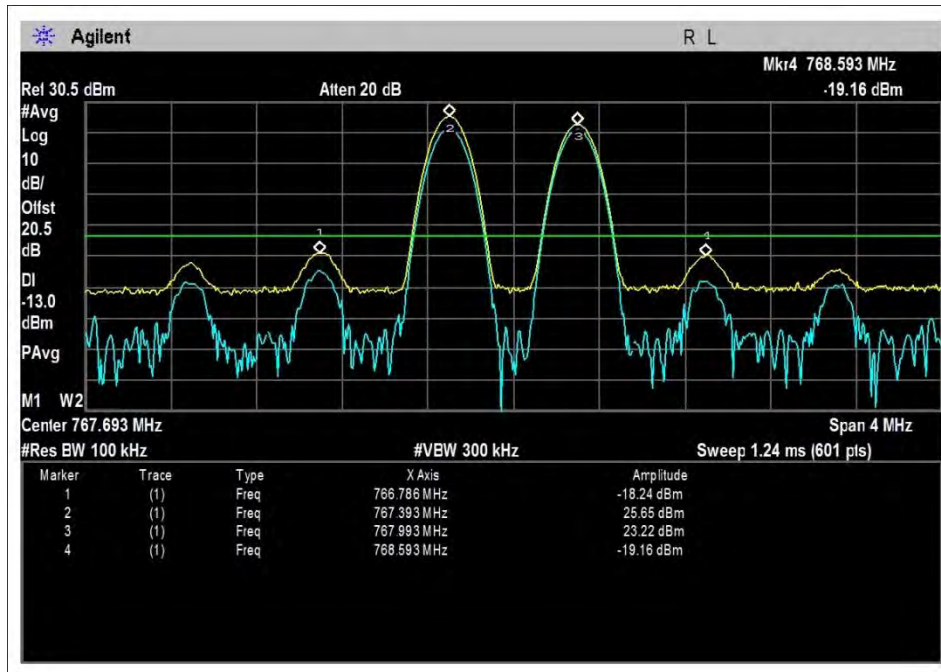 Agilent R L
Mkr4 768.593 MHz
Ref 30.5 dBm Atten 20 dB -19.16 dBm
#Avg
Log
10
dB/
Offst
20.5
dB
DI
-13.0
dBm
PAvg
M1 W2
1
2
3
4
Center 767.693 MHz Span 4 MHz
#Res BW 100 kHz #VBW 300 kHz Sweep 1.24 ms (601 pts)
Marker Trace Type X Axis Amplitude
1 (1) Freq 766.786 MHz -18.24 dBm
2 (1) Freq 767.393 MHz 25.65 dBm
3 (1) Freq 767.993 MHz 23.22 dBm
4 (1) Freq 768.593 MHz -19.16 dBm